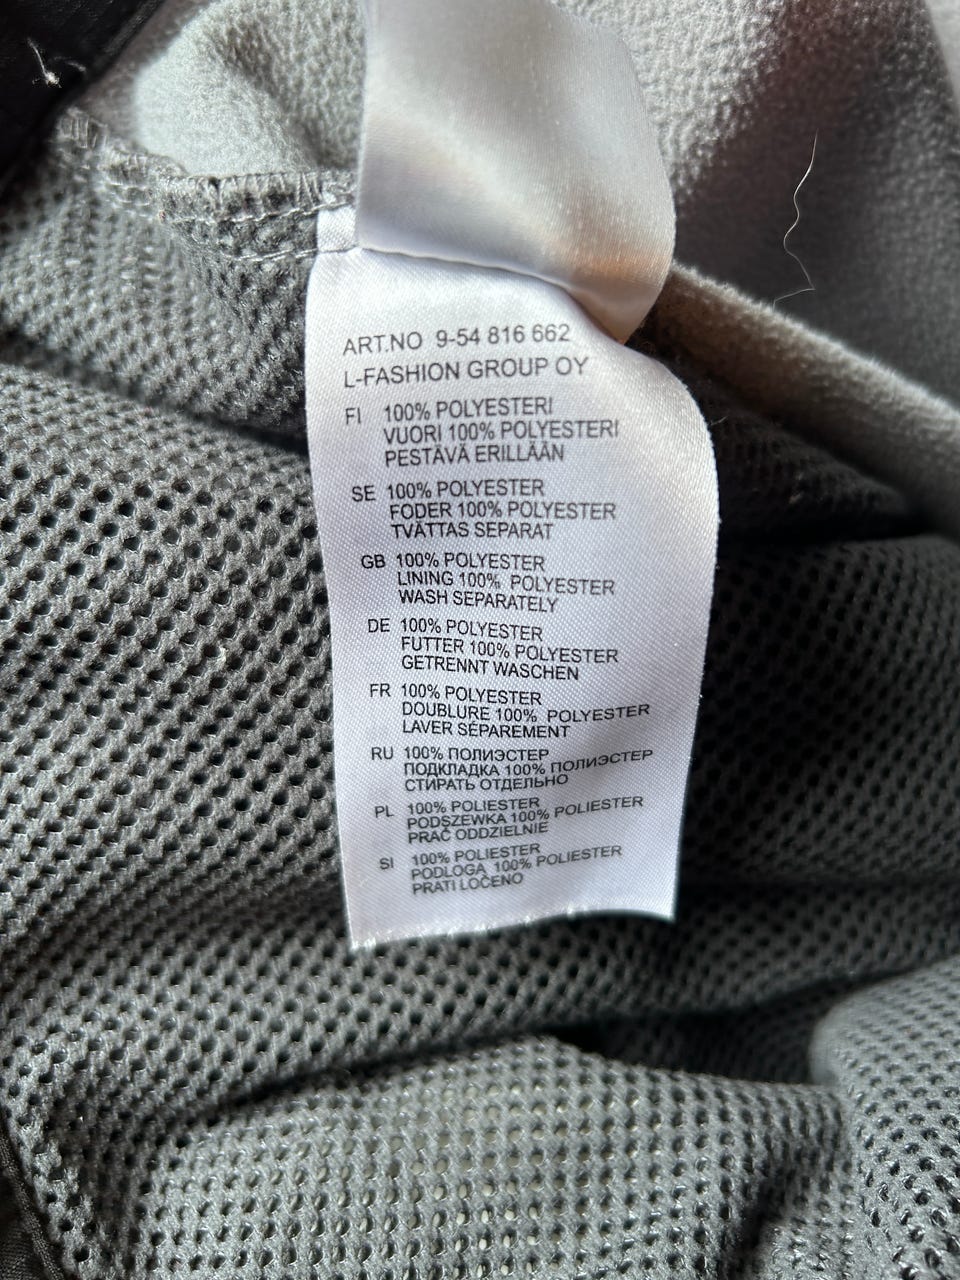 ART.NO 9-54 816 662
L-FASHION GROUP OY
FI 100% POLYESTERI
VUORI 100% POLYESTERI
PESTÄVÄ ERILLÄÄN
SE 100% POLYESTER
FODER 100% POLYESTER
TVÄTTAS SEPARAT
GB 100% POLYESTER
LINING 100% POLYESTER
WASH SEPARATELY
DE 100% POLYESTER
FUTTER 100% POLYESTER
GETRENNT WASCHEN
FR 100% POLYESTER
DOUBLURE 100% POLYESTER
LAVER SÉPAREMENT
RU 100% ПОЛИЭСТЕР
ПОДКЛАДКА 100% ПОЛИЭСТЕР
СТИРАТЬ ОТДЕЛЬНО
PL 100% POLIESTER
PODSZEWKA 100% POLIESTER
PRAĆ ODDZIELNIE
SI 100% POLIESTER
PODLOGA 100% POLIESTER
PRATI LOČENO